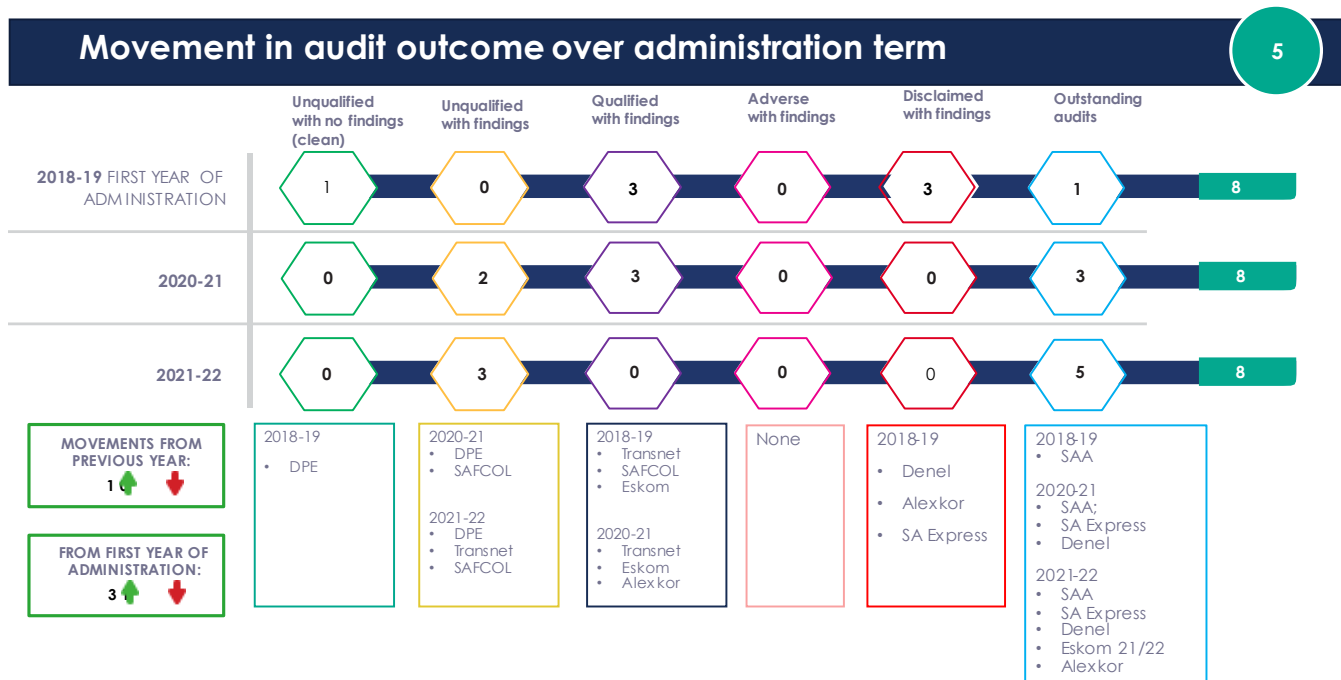 Movement in audit outcome over administration term
5
Unqualified
with no findings
(clean)
Unqualified
with findings
Qualified
with findings
Adverse
with findings
Disclaimed
with findings
Outstanding
audits
2018-19 FIRST YEAR OF
ADMINISTRATION
1
0
3
0
3
1
8
2020-21
0
2
3
0
0
3
8
2021-22
0
3
0
0
0
5
8
MOVEMENTS FROM
PREVIOUS YEAR:
1
FROM FIRST YEAR OF
ADMINISTRATION:
3
2018-19
• DPE
2020-21
• DPE
• SAFCOL
2021-22
• DPE
• Transnet
• SAFCOL
2018-19
• Transnet
• SAFCOL
• Eskom
2020-21
• Transnet
• Eskom
• Alexkor
None
2018-19
• Denel
• Alexkor
• SA Express
2018-19
• SAA
2020-21
• SAA;
• SA Express
• Denel
2021-22
• SAA
• SA Express
• Denel
• Eskom 21/22
• Alexkor